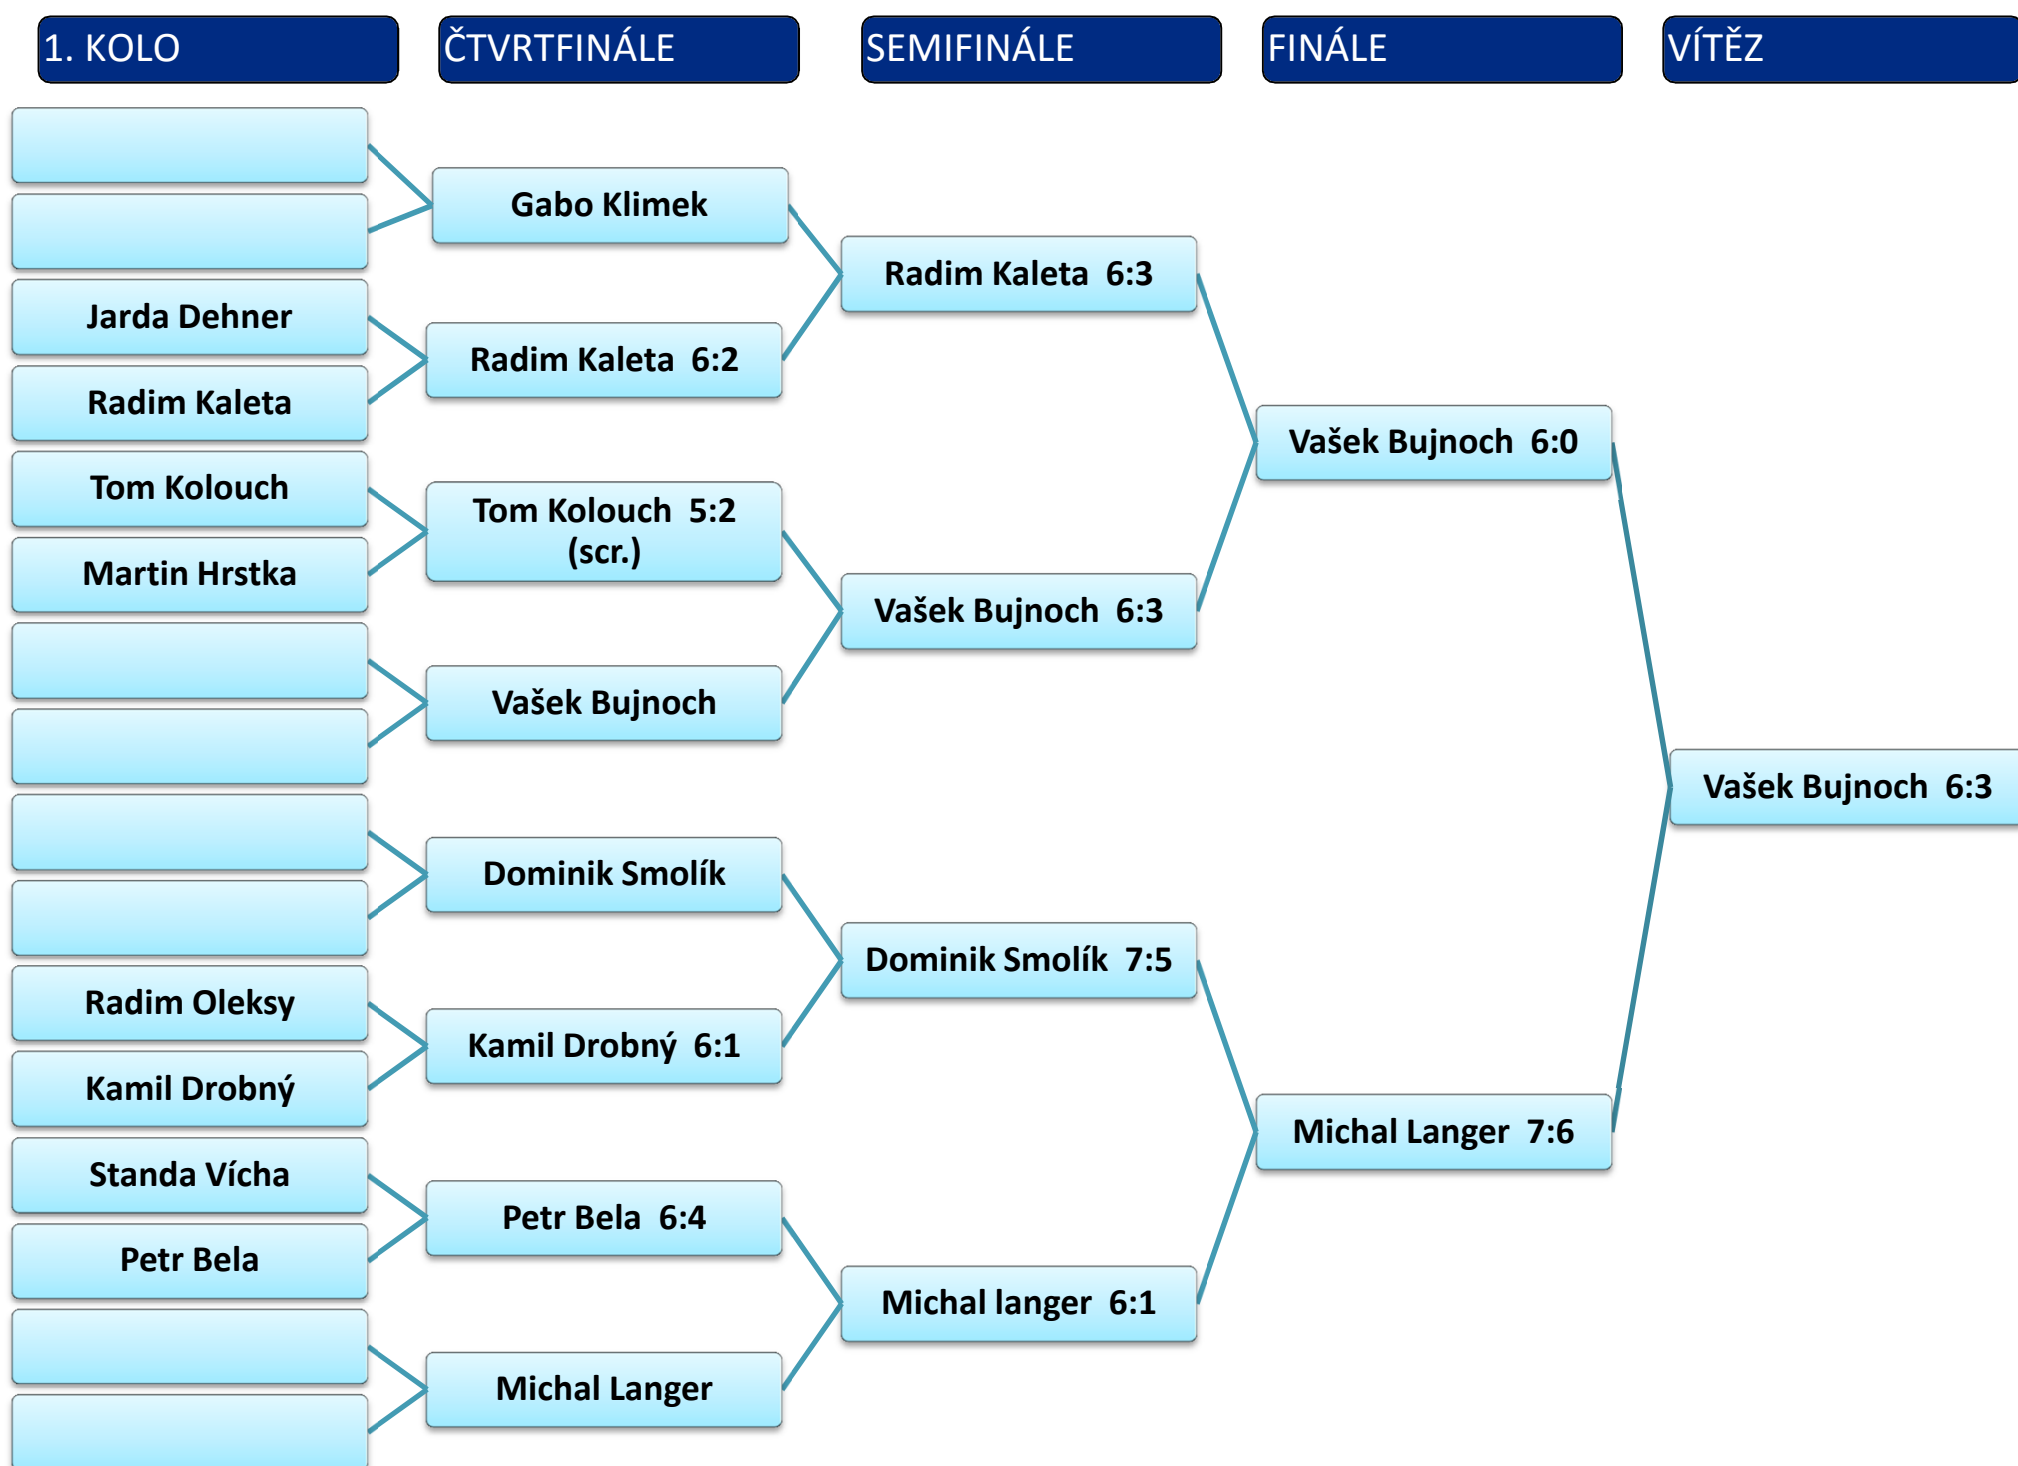 1. KOLO
ČTVRTFINÁLE
SEMIFINÁLE
FINÁLE
VÍTĚZ
Jarda Dehner
Radim Kaleta
Tom Kolouch
Martin Hrstka
Radim Oleksy
Kamil Drobný
Standa Vícha
Petr Bela
Gabo Klimek
Radim Kaleta 6:2
Tom Kolouch 5:2
(scr.)
Vašek Bujnoch
Dominik Smolík
Kamil Drobný 6:1
Petr Bela 6:4
Michal Langer
Radim Kaleta 6:3
Vašek Bujnoch 6:3
Dominik Smolík 7:5
Michal langer 6:1
Vašek Bujnoch 6:0
Michal Langer 7:6
Vašek Bujnoch 6:3